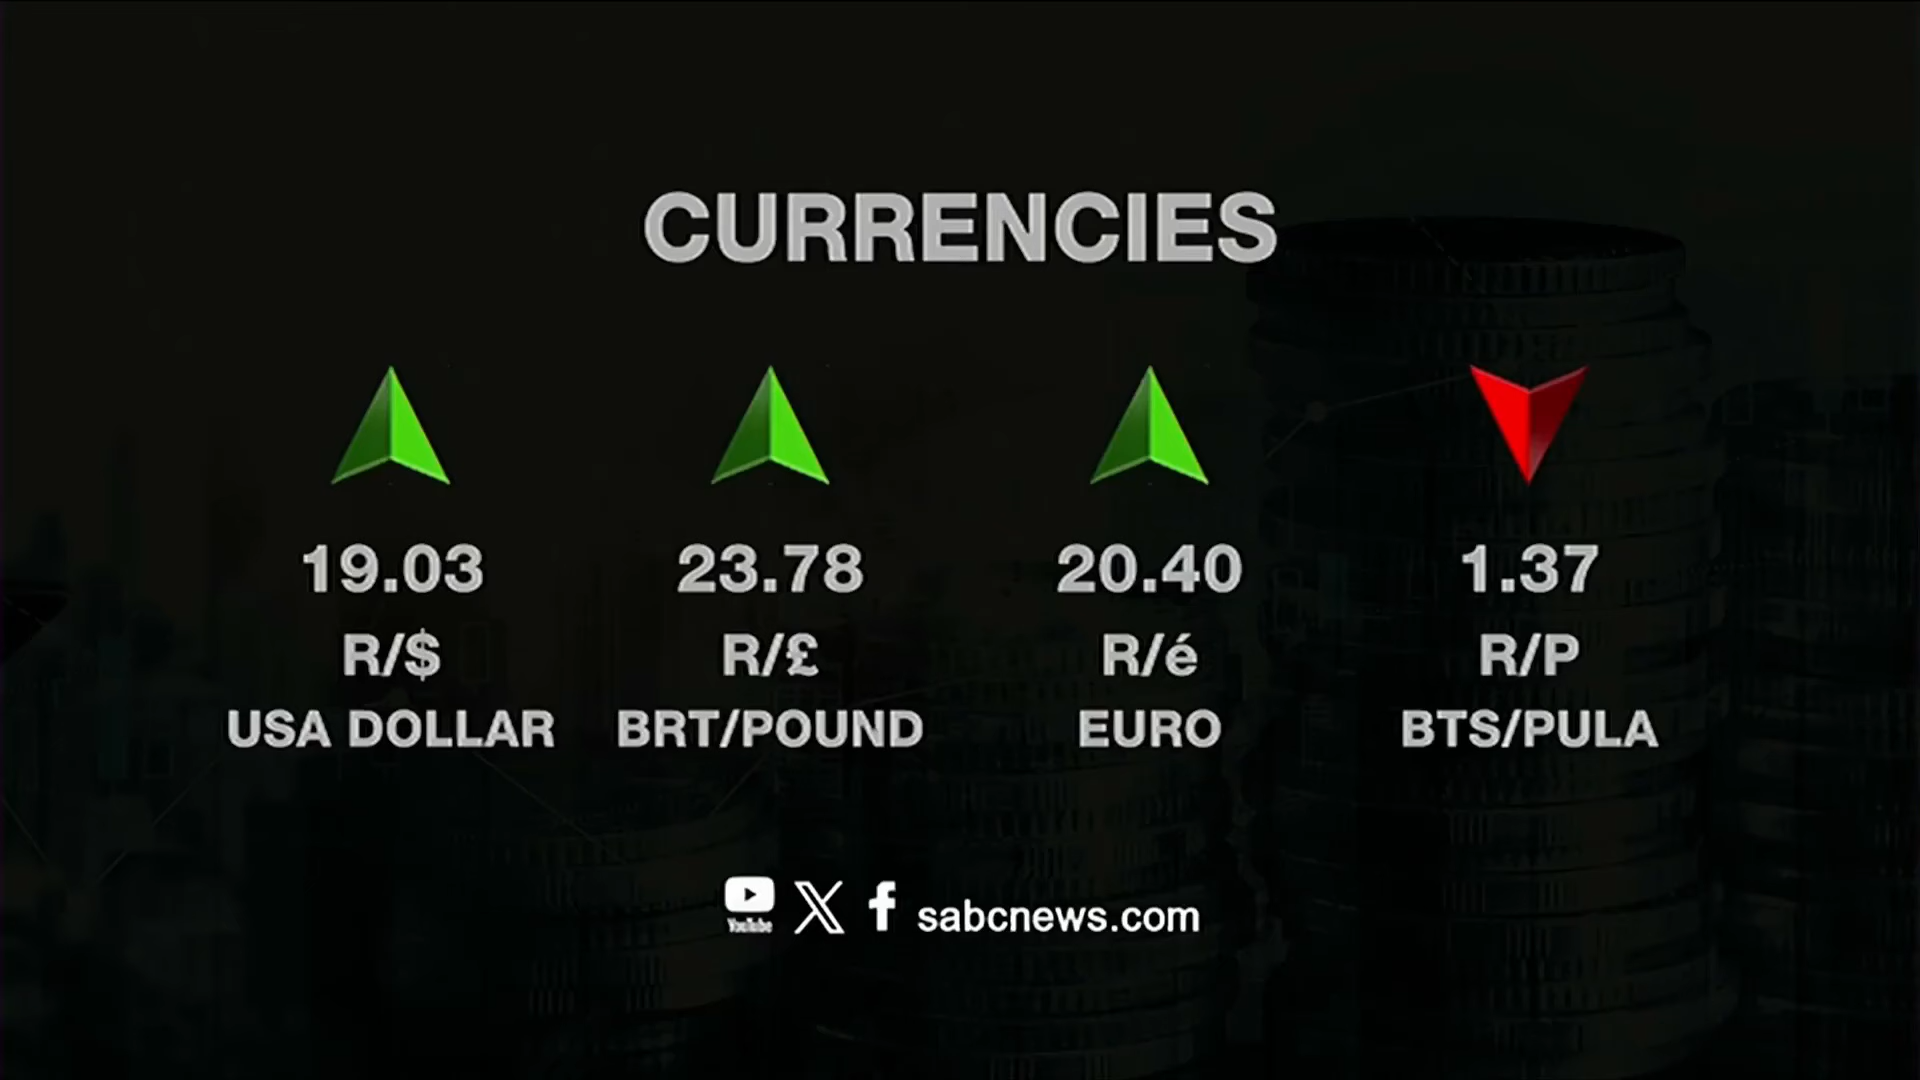 CURRENCIES
19.03 23.78 20.40 1.37
R/$ R/£ R/é R/P
USA DOLLAR BRT/POUND EURO BTS/PULA
YouTube X f sabcnews.com